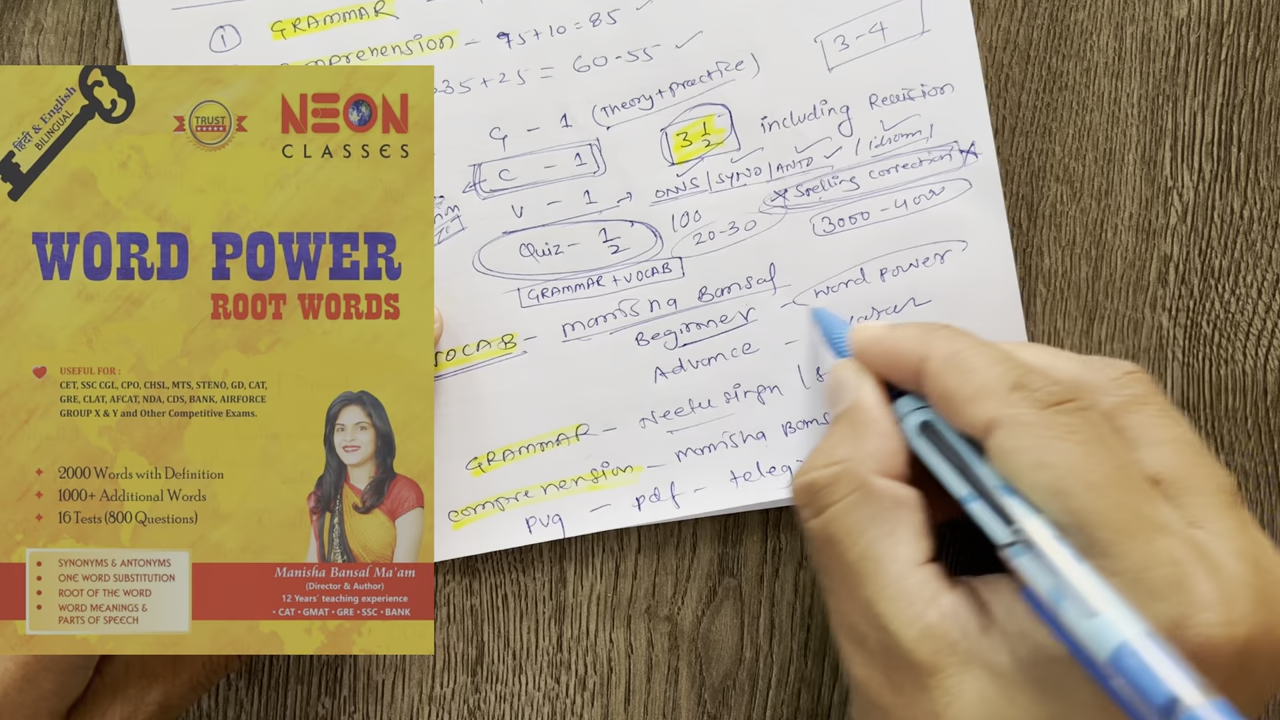 हिंदी & English
BILINGUAL
TRUST
NEON
CLASSES
WORD POWER
ROOT WORDS
USEFUL FOR :
CET, SSC CGL, CPO, CHSL, MTS, STENO, GD, CAT,
GRE, CLAT, AFCAT, NDA, CDS, BANK, AIRFORCE
GROUP X & Y and Other Competitive Exams.
2000 Words with Definition
1000+ Additional Words
16 Tests (800 Questions)
SYNONYMS & ANTONYMS
ONE WORD SUBSTITUTION
ROOT OF THE WORD
WORD MEANINGS &
PARTS OF SPEECH
Manisha Bansal Ma'am
(Director & Author)
12 Years' teaching experience
• CAT • GMAT • GRE • SSC • BANK
① GRAMMAR
omprehension - 75+10 = 85
35+25 = 60-55
3-4
G - 1 (Theory+practice)
C - 1
3 1/2 including Revision
V - 1 → OWS | SYNO | ANTO | idiom |
Spelling correction
100
20-30
3000 - 4000
Quiz - 1/2
GRAMMAR + VOCAB
VOCAB - manisha Bansal
Beginner - word power
Advance -
GRAMMAR - Neetu singh
comprehension - manisha Bans
pvq - pdf - teleg